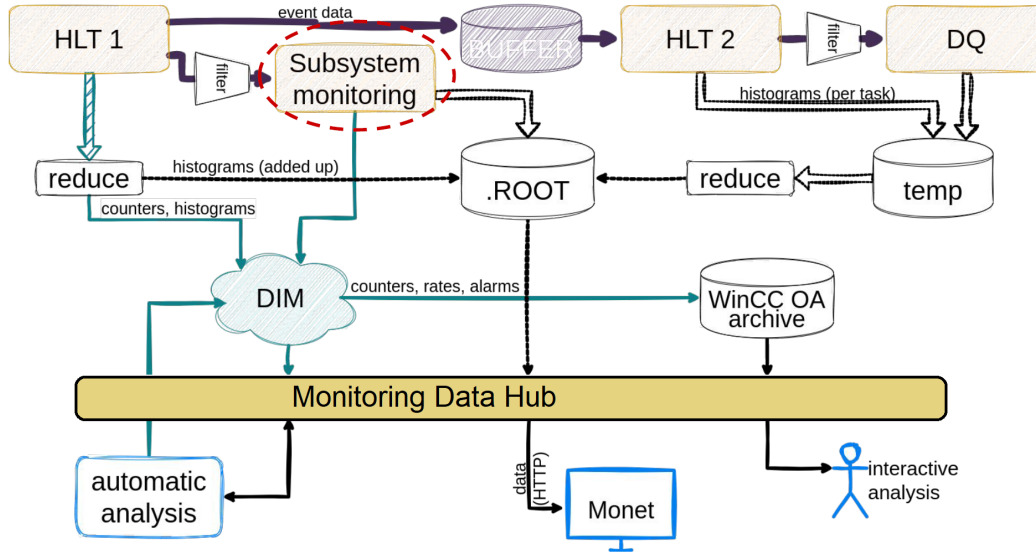 event data
HLT 1
BUFFER
HLT 2
filter
DQ
filter
Subsystem
monitoring
histograms (per task)
histograms (added up)
reduce
.ROOT
reduce
temp
counters, histograms
DIM
counters, rates, alarms
WinCC OA
archive
Monitoring Data Hub
automatic
analysis
data
(HTTP)
Monet
interactive
analysis